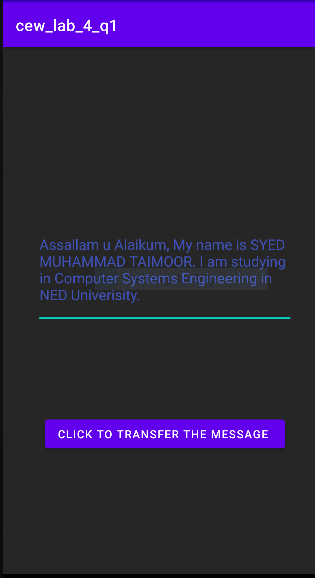 cew_lab_4_q1
Assallam u Alaikum, My name is SYED
MUHAMMAD TAIMOOR. I am studying
in Computer Systems Engineering in
NED Univerisity.
CLICK TO TRANSFER THE MESSAGE